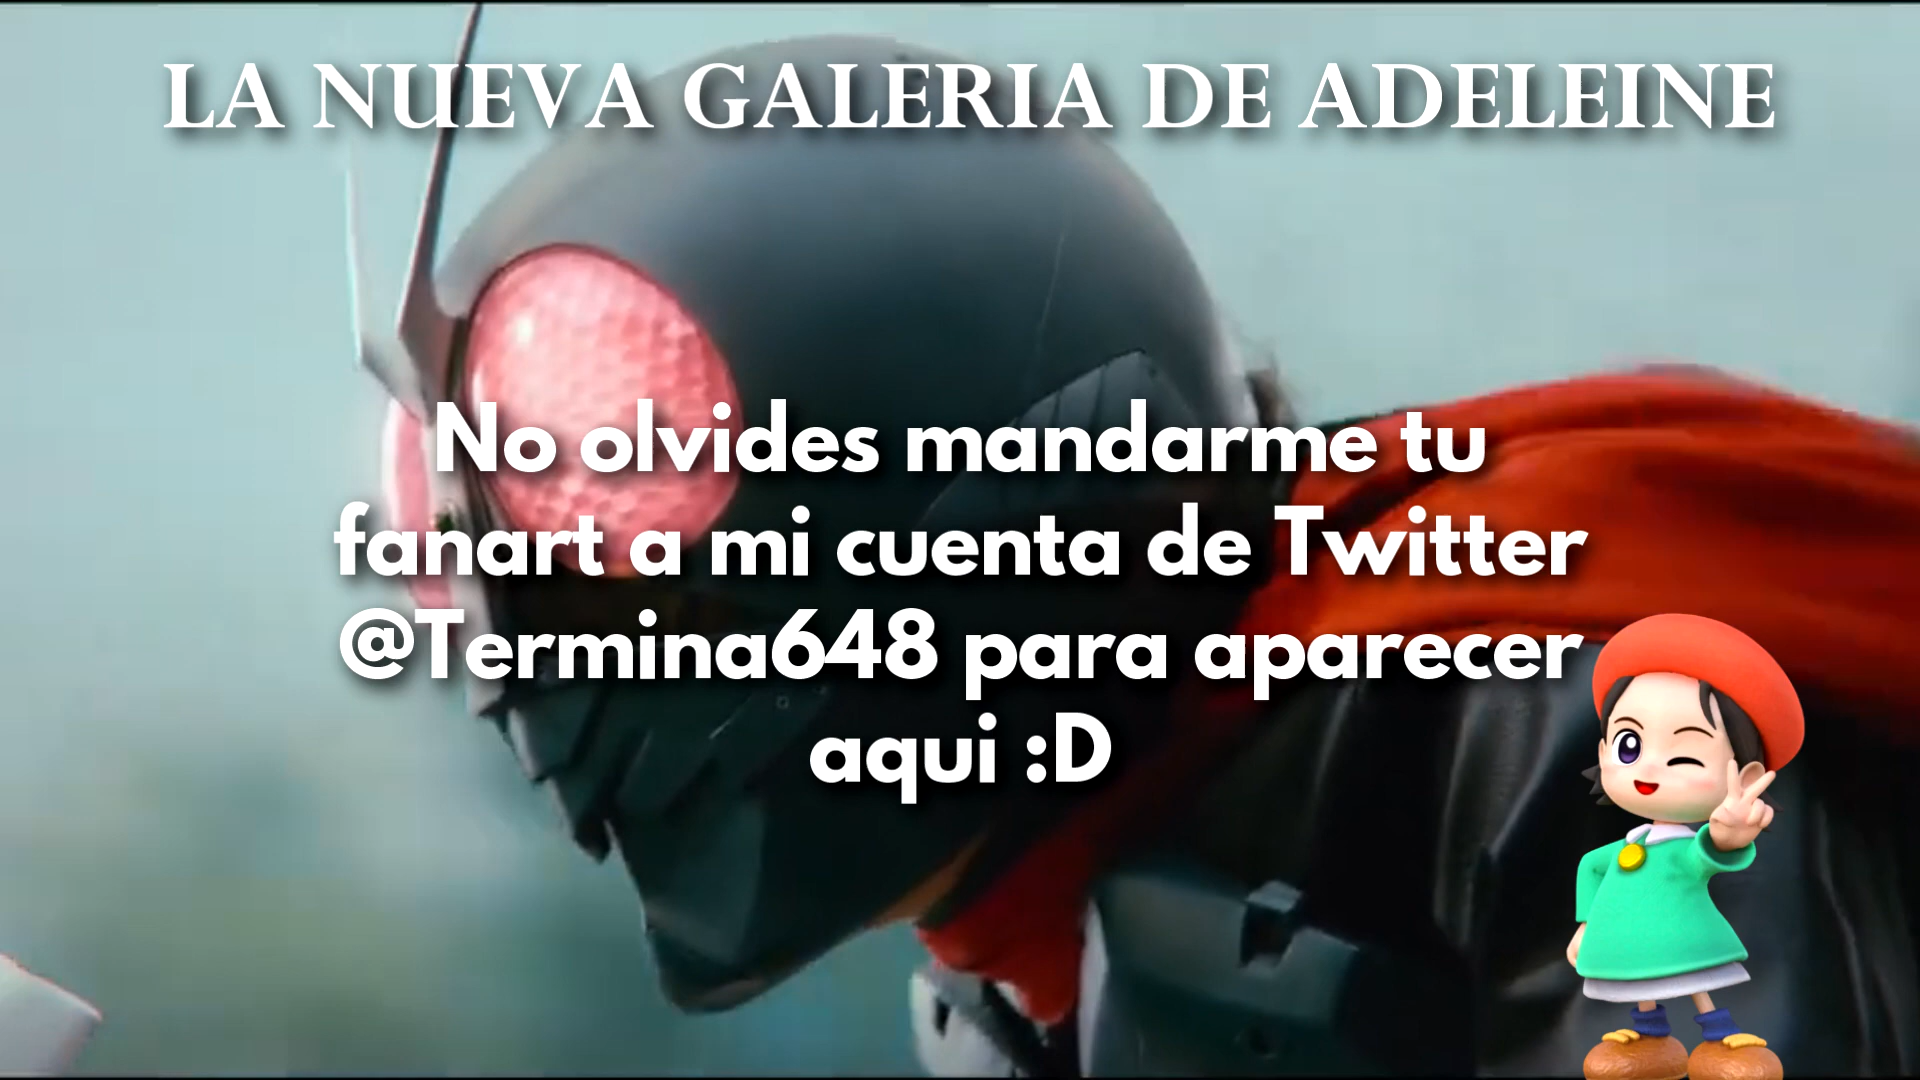 LA NUEVA GALERIA DE ADELEINE
No olvides mandarme tu
fanart a mi cuenta de Twitter
@Termina648 para aparecer
aqui :D